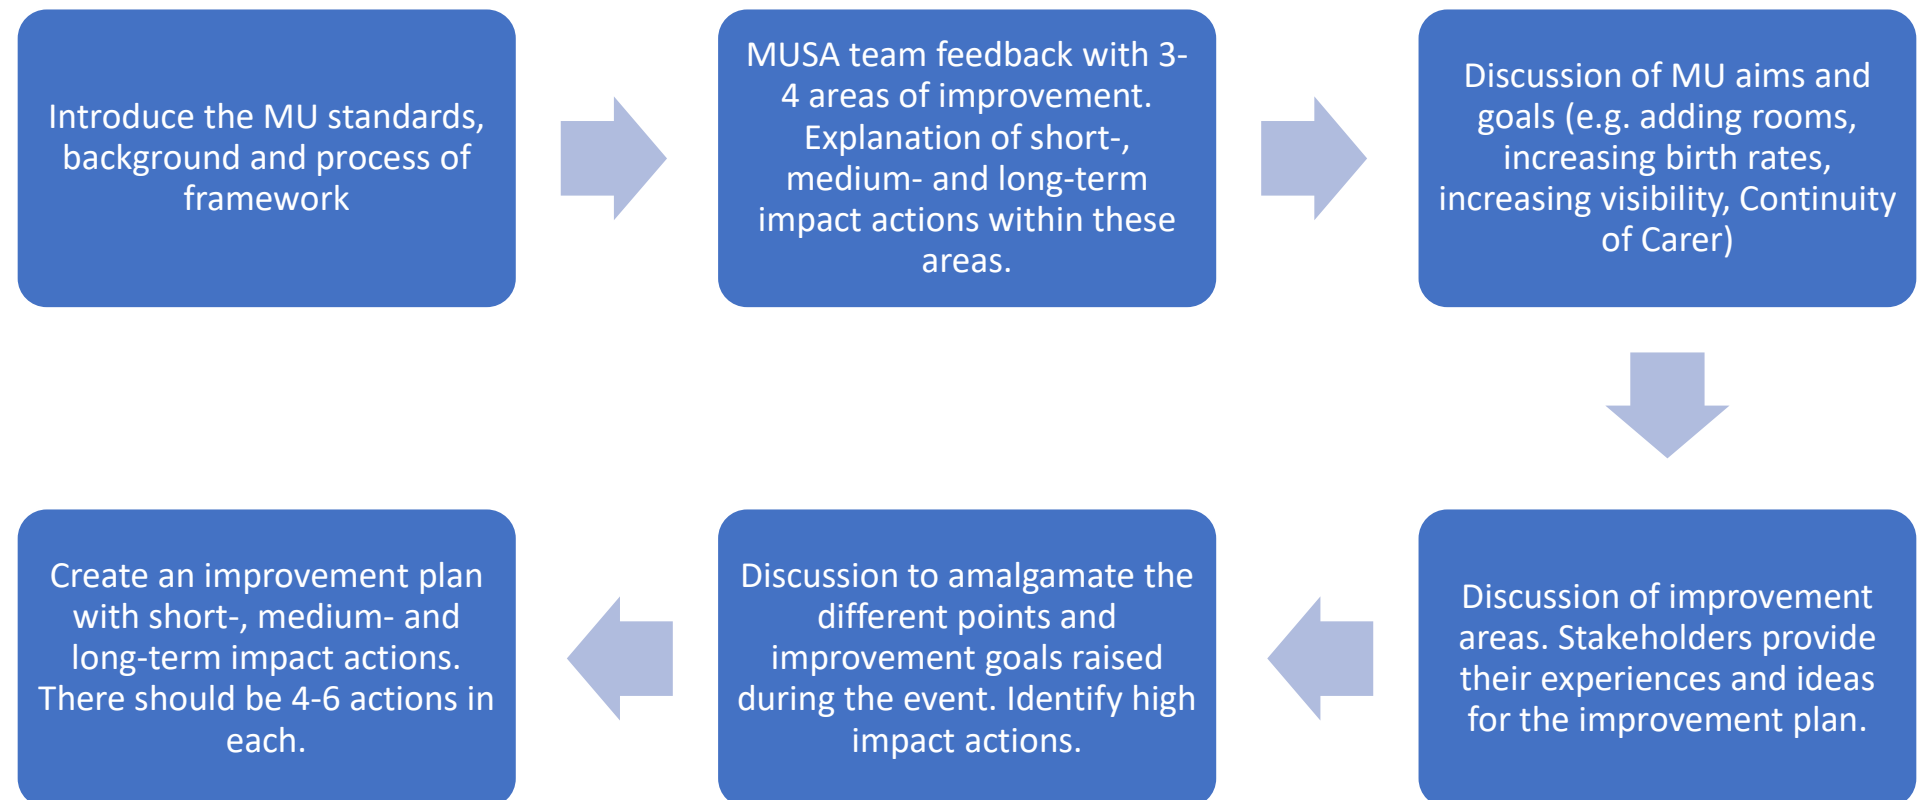 Introduce the MU standards,
background and process of
framework
MUSA team feedback with 3-
4 areas of improvement.
Explanation of short-,
medium- and long-term
impact actions within these
areas.
Discussion of MU aims and
goals (e.g. adding rooms,
increasing birth rates,
increasing visibility, Continuity
of Carer)
Discussion of improvement
areas. Stakeholders provide
their experiences and ideas
for the improvement plan.
Discussion to amalgamate the
different points and
improvement goals raised
during the event. Identify high
impact actions.
Create an improvement plan
with short-, medium- and
long-term impact actions.
There should be 4-6 actions in
each.